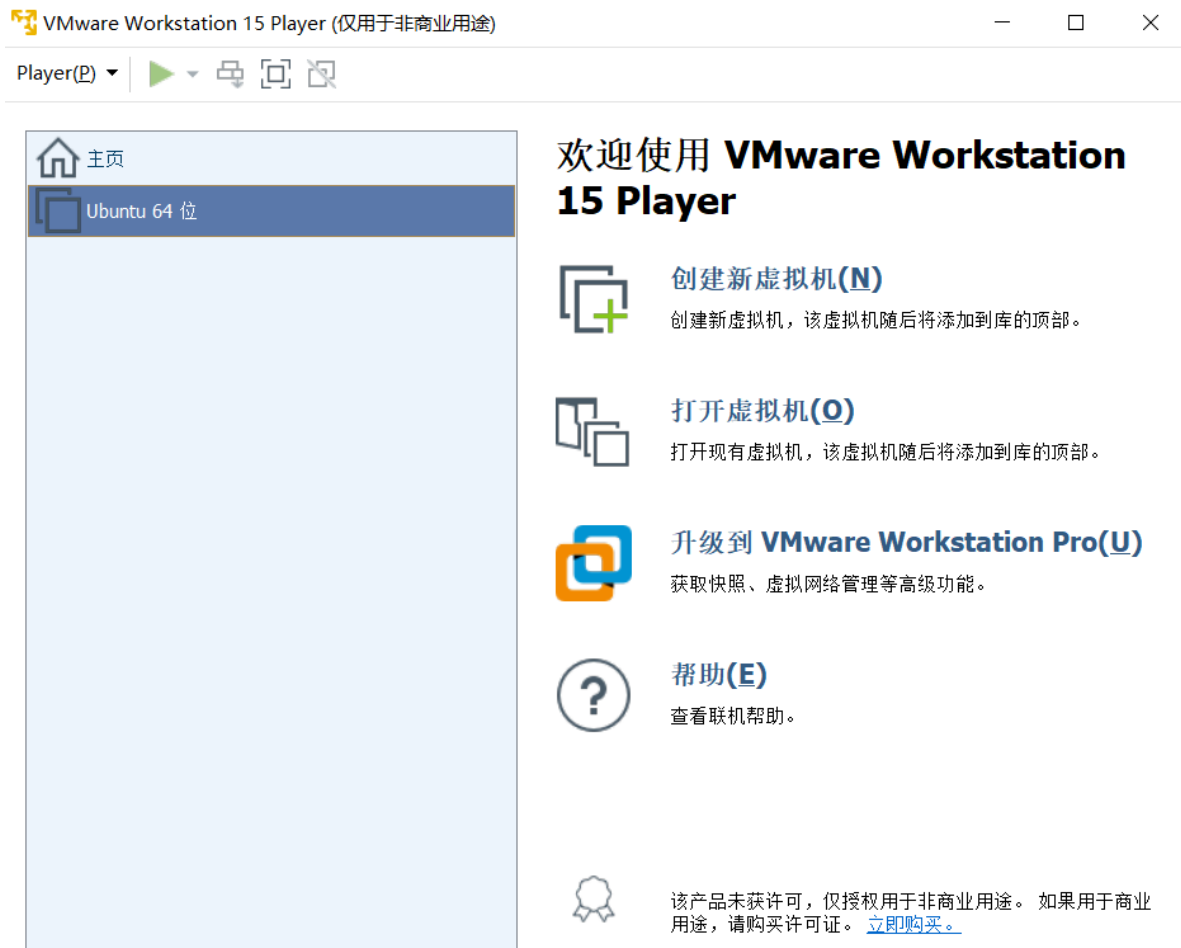 VMware Workstation 15 Player (仅用于非商业用途)
Player(P)
主页
Ubuntu 64 位
欢迎使用 VMware Workstation
15 Player
创建新虚拟机(N)
创建新虚拟机，该虚拟机随后将添加到库的顶部。
打开虚拟机(O)
打开现有虚拟机，该虚拟机随后将添加到库的顶部。
升级到 VMware Workstation Pro(U)
获取快照、虚拟网络管理等高级功能。
帮助(E)
查看联机帮助。
该产品未获许可，仅授权用于非商业用途。 如果用于商业
用途，请购买许可证。 立即购买。